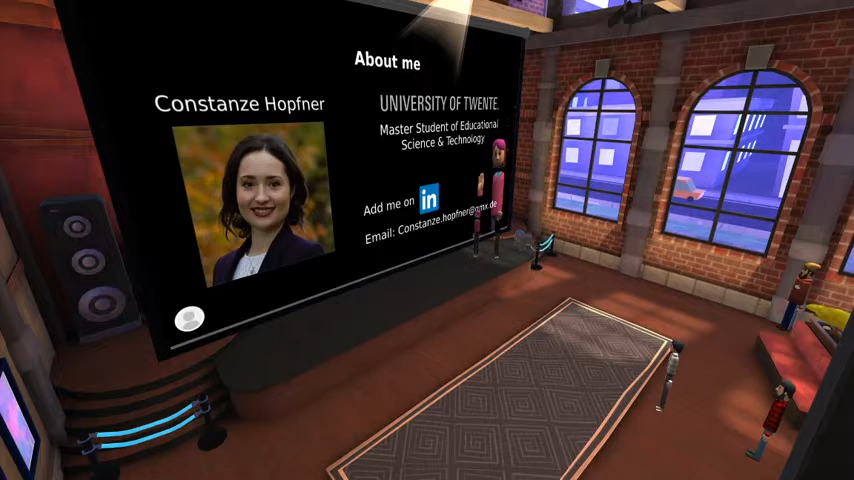 About me
Constanze Hopfner
UNIVERSITY OF TWENTE.
Master Student of Educational
Science & Technology
Add me on in
Email: Constanze.hopfner@gmx.de